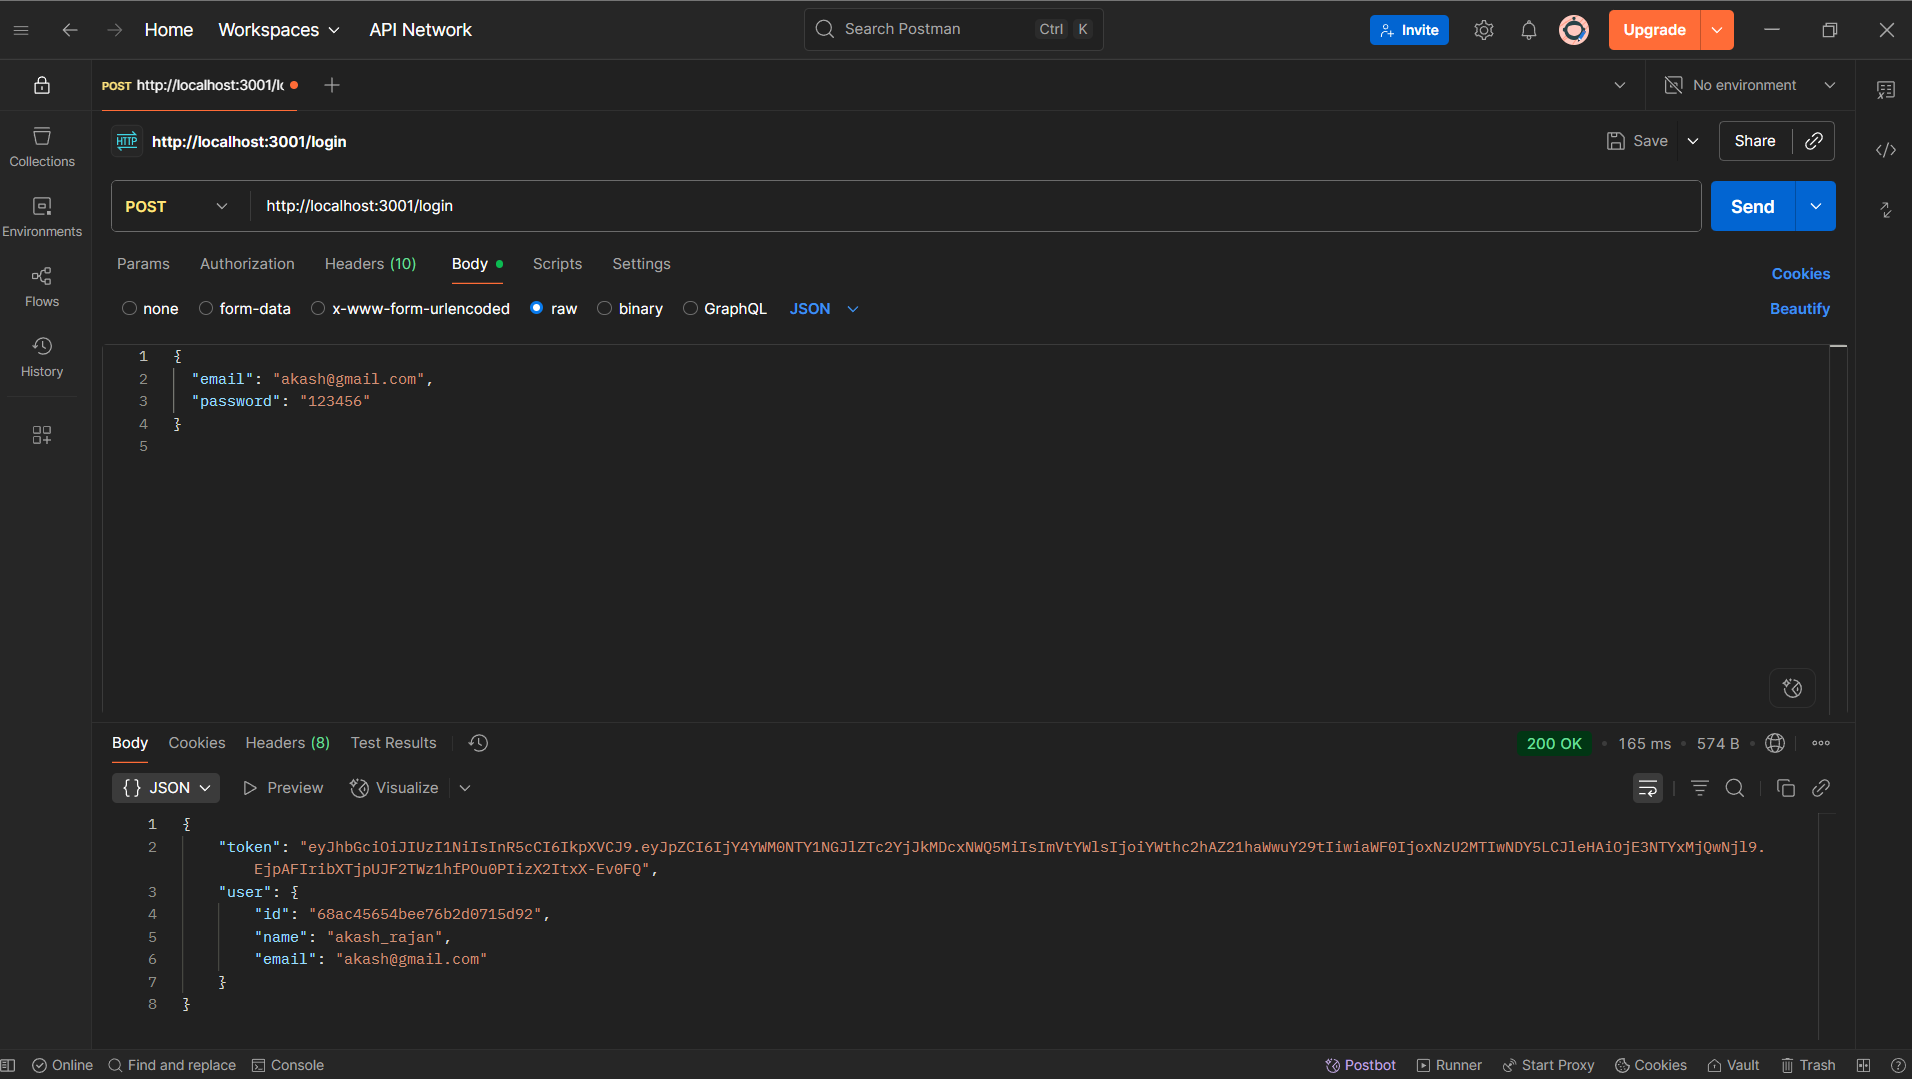 Home Workspaces API Network Search Postman Ctrl K Invite Upgrade
POST http://localhost:3001/lo No environment
HTTP http://localhost:3001/login Save Share
Collections
Environments
Flows
History
POST http://localhost:3001/login Send
Params Authorization Headers (10) Body Scripts Settings Cookies
none form-data x-www-form-urlencoded raw binary GraphQL JSON Beautify
1 {
2 "email": "akash@gmail.com",
3 "password": "123456"
4 }
5
Body Cookies Headers (8) Test Results 200 OK 165 ms 574 B
{} JSON Preview Visualize
1 {
2 "token": "eyJhbGciOiJIUzI1NiIsInR5cCI6IkpXVCJ9.eyJpZCI6IjY4YWM0NTY1NGJlZTc2YjJkMDcxNWQ5MiIsImVtYWlsIjoiYWthc2hAZ21haWwuY29tIiwiaWF0IjoxNzU2MTIwNDY5LCJleHAiOjE3NTYxMjQwNjl9.
EjpAFIribXTjpUJF2TWz1hfPOu0PIizX2ItxX-Ev0FQ",
3 "user": {
4 "id": "68ac45654bee76b2d0715d92",
5 "name": "akash_rajan",
6 "email": "akash@gmail.com"
7 }
8 }
Online Find and replace Console Postbot Runner Start Proxy Cookies Vault Trash